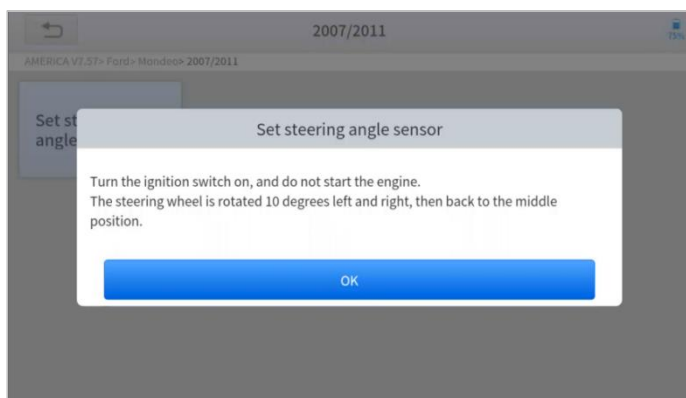 2007/2011
75%
AMERICA V7.57> Ford> Mondeo> 2007/2011
Set st
angle
Set steering angle sensor
Turn the ignition switch on, and do not start the engine.
The steering wheel is rotated 10 degrees left and right, then back to the middle
position.
OK